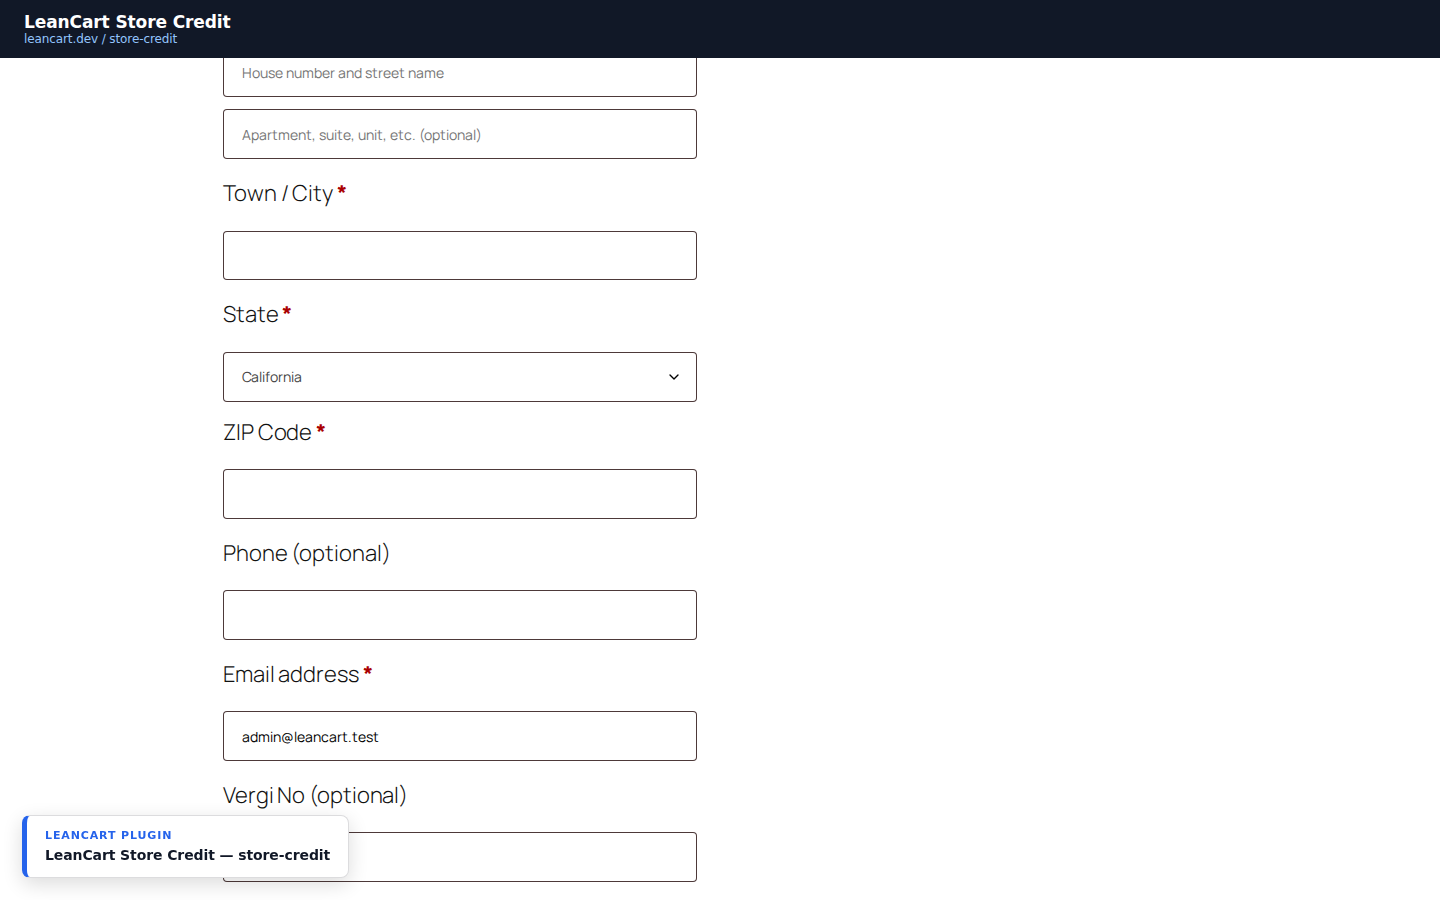 LeanCart Store Credit
leancart.dev / store-credit
House number and street name
Apartment, suite, unit, etc. (optional)
Town / City *
State *
California
ZIP Code *
Phone (optional)
Email address *
admin@leancart.test
Vergi No (optional)
LEANCART PLUGIN
LeanCart Store Credit — store-credit